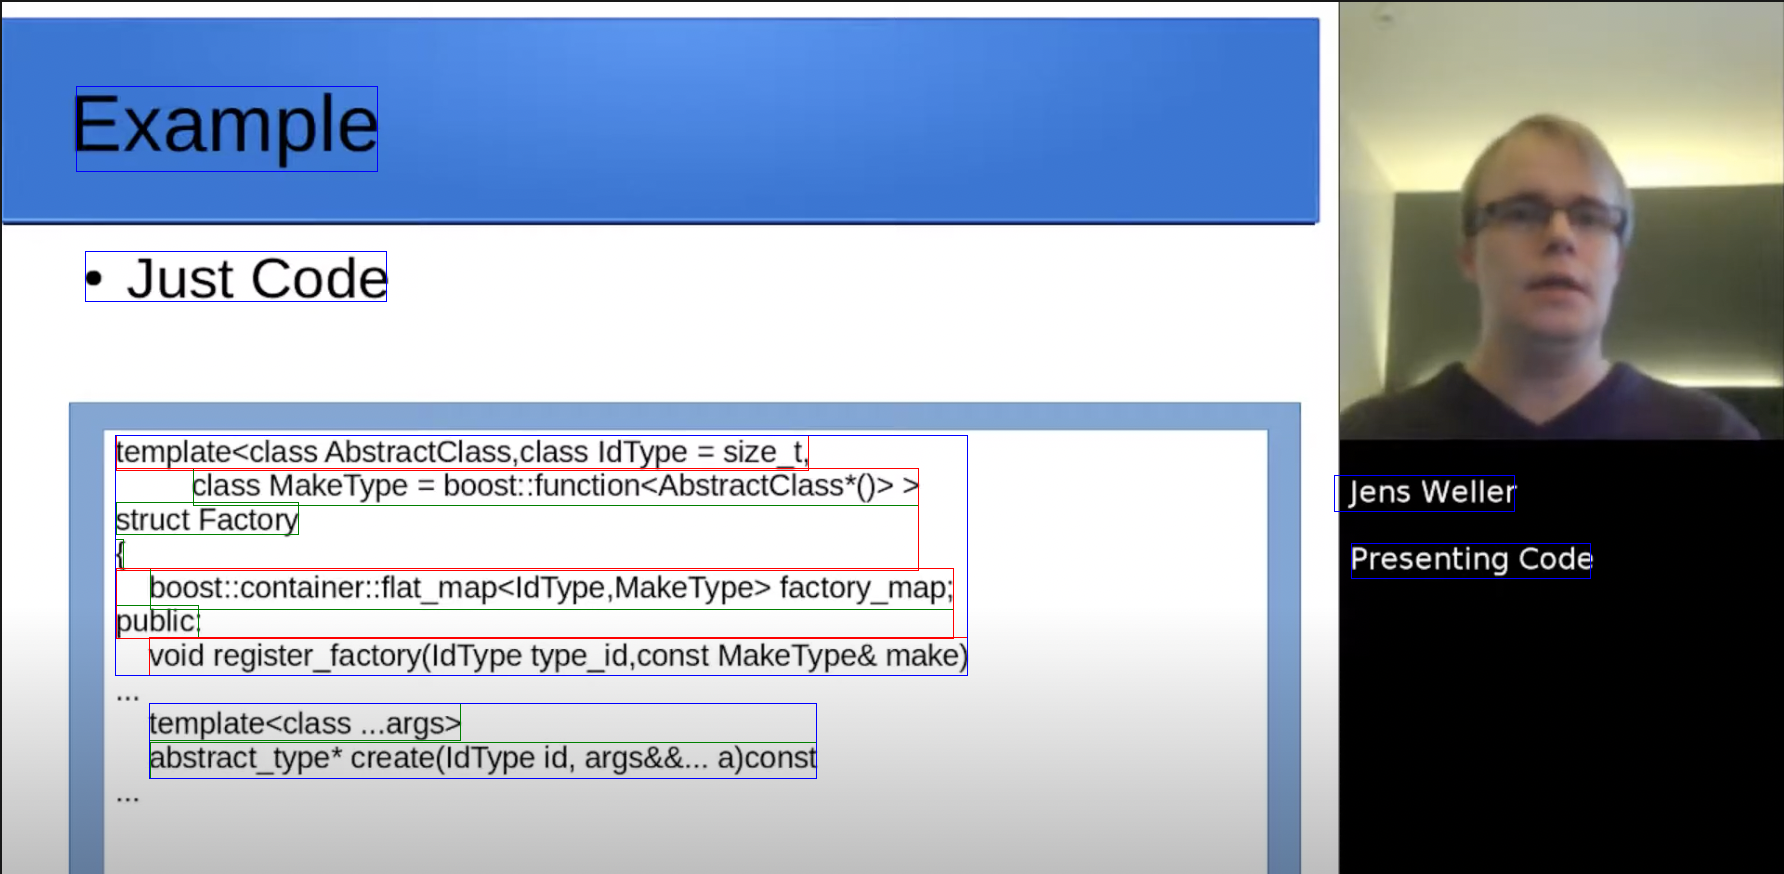 Example
• Just Code
template<class AbstractClass,class IdType = size_t,
class MakeType = boost::function<AbstractClass*()> >
struct Factory
{
boost::container::flat_map<IdType,MakeType> factory_map;
public:
void register_factory(IdType type_id,const MakeType& make)
...
template<class ...args>
abstract_type* create(IdType id, args&&... a)const
...
Jens Weller
Presenting Code